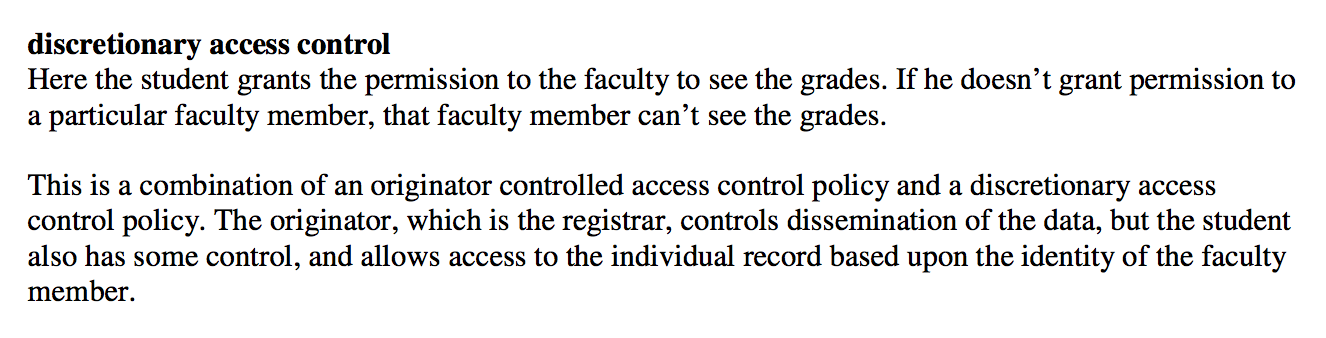 discretionary access control
Here the student grants the permission to the faculty to see the grades. If he doesn’t grant permission to
a particular faculty member, that faculty member can’t see the grades.
This is a combination of an originator controlled access control policy and a discretionary access
control policy. The originator, which is the registrar, controls dissemination of the data, but the student
also has some control, and allows access to the individual record based upon the identity of the faculty
member.